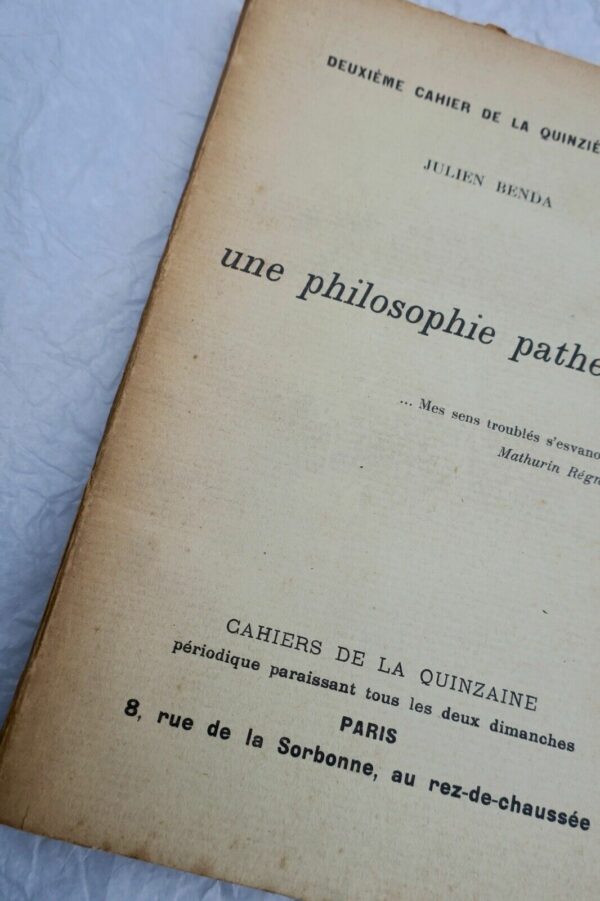 DEUXIÈME CAHIER DE LA QUINZIÈ
JULIEN BENDA
une philosophie pathe
... Mes sens troublés s'esvano
Mathurin Régn
CAHIERS DE LA QUINZAINE
périodique paraissant tous les deux dimanches
PARIS
8, rue de la Sorbonne, au rez-de-chaussée